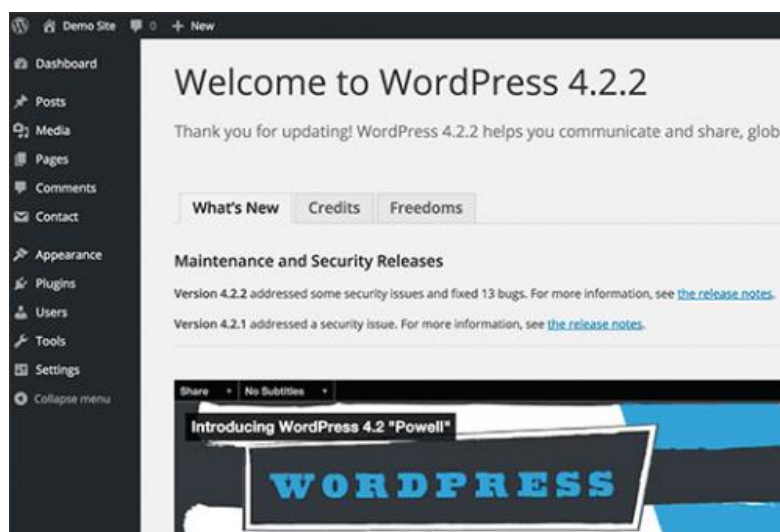 Demo Site 0 New
Dashboard
Posts
Media
Pages
Comments
Contact
Appearance
Plugins
Users
Tools
Settings
Collapse menu
Welcome to WordPress 4.2.2
Thank you for updating! WordPress 4.2.2 helps you communicate and share, glob
What's New Credits Freedoms
Maintenance and Security Releases
Version 4.2.2 addressed some security issues and fixed 13 bugs. For more information, see the release notes.
Version 4.2.1 addressed a security issue. For more information, see the release notes.
Share No Subtitles
Introducing WordPress 4.2 "Powell"
WORDPRESS